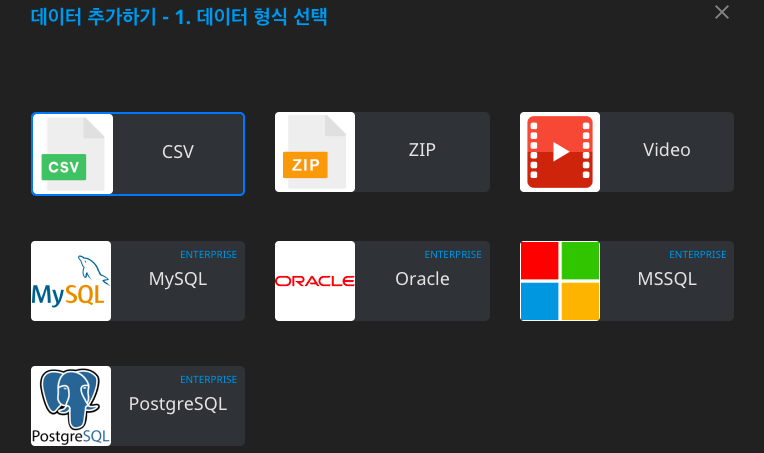 데이터 추가하기 - 1. 데이터 형식 선택
CSV
CSV
ZIP
ZIP
Video
MySQL
ENTERPRISE
MySQL
ORACLE
ENTERPRISE
Oracle
ENTERPRISE
MSSQL
PostgreSQL
ENTERPRISE
PostgreSQL